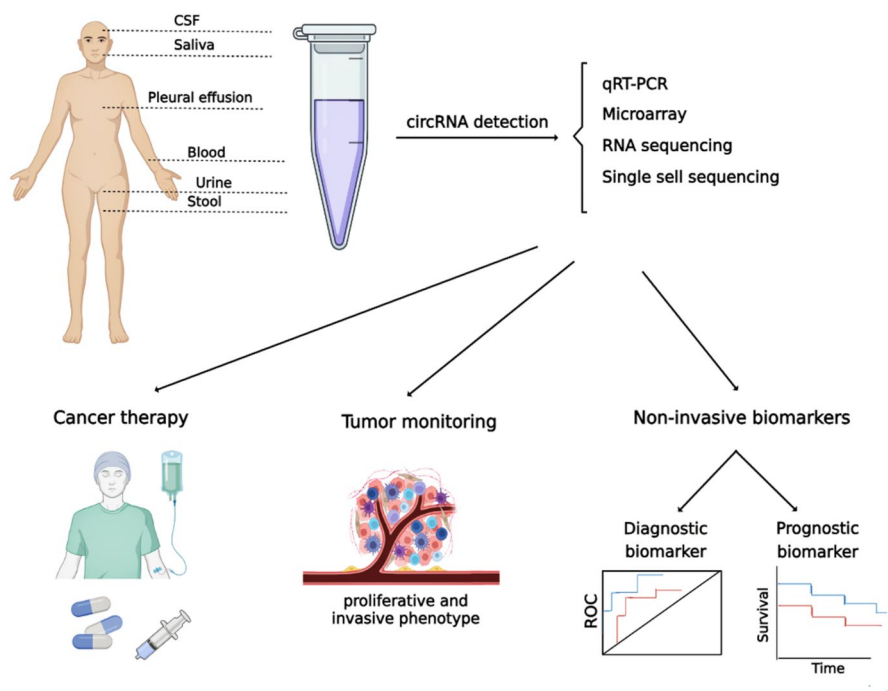 CSF
Saliva
Pleural effusion
Blood
Urine
Stool
circRNA detection
qRT-PCR
Microarray
RNA sequencing
Single sell sequencing
Cancer therapy
Tumor monitoring
proliferative and
invasive phenotype
Non-invasive biomarkers
Diagnostic
biomarker
ROC
Prognostic
biomarker
Survival
Time